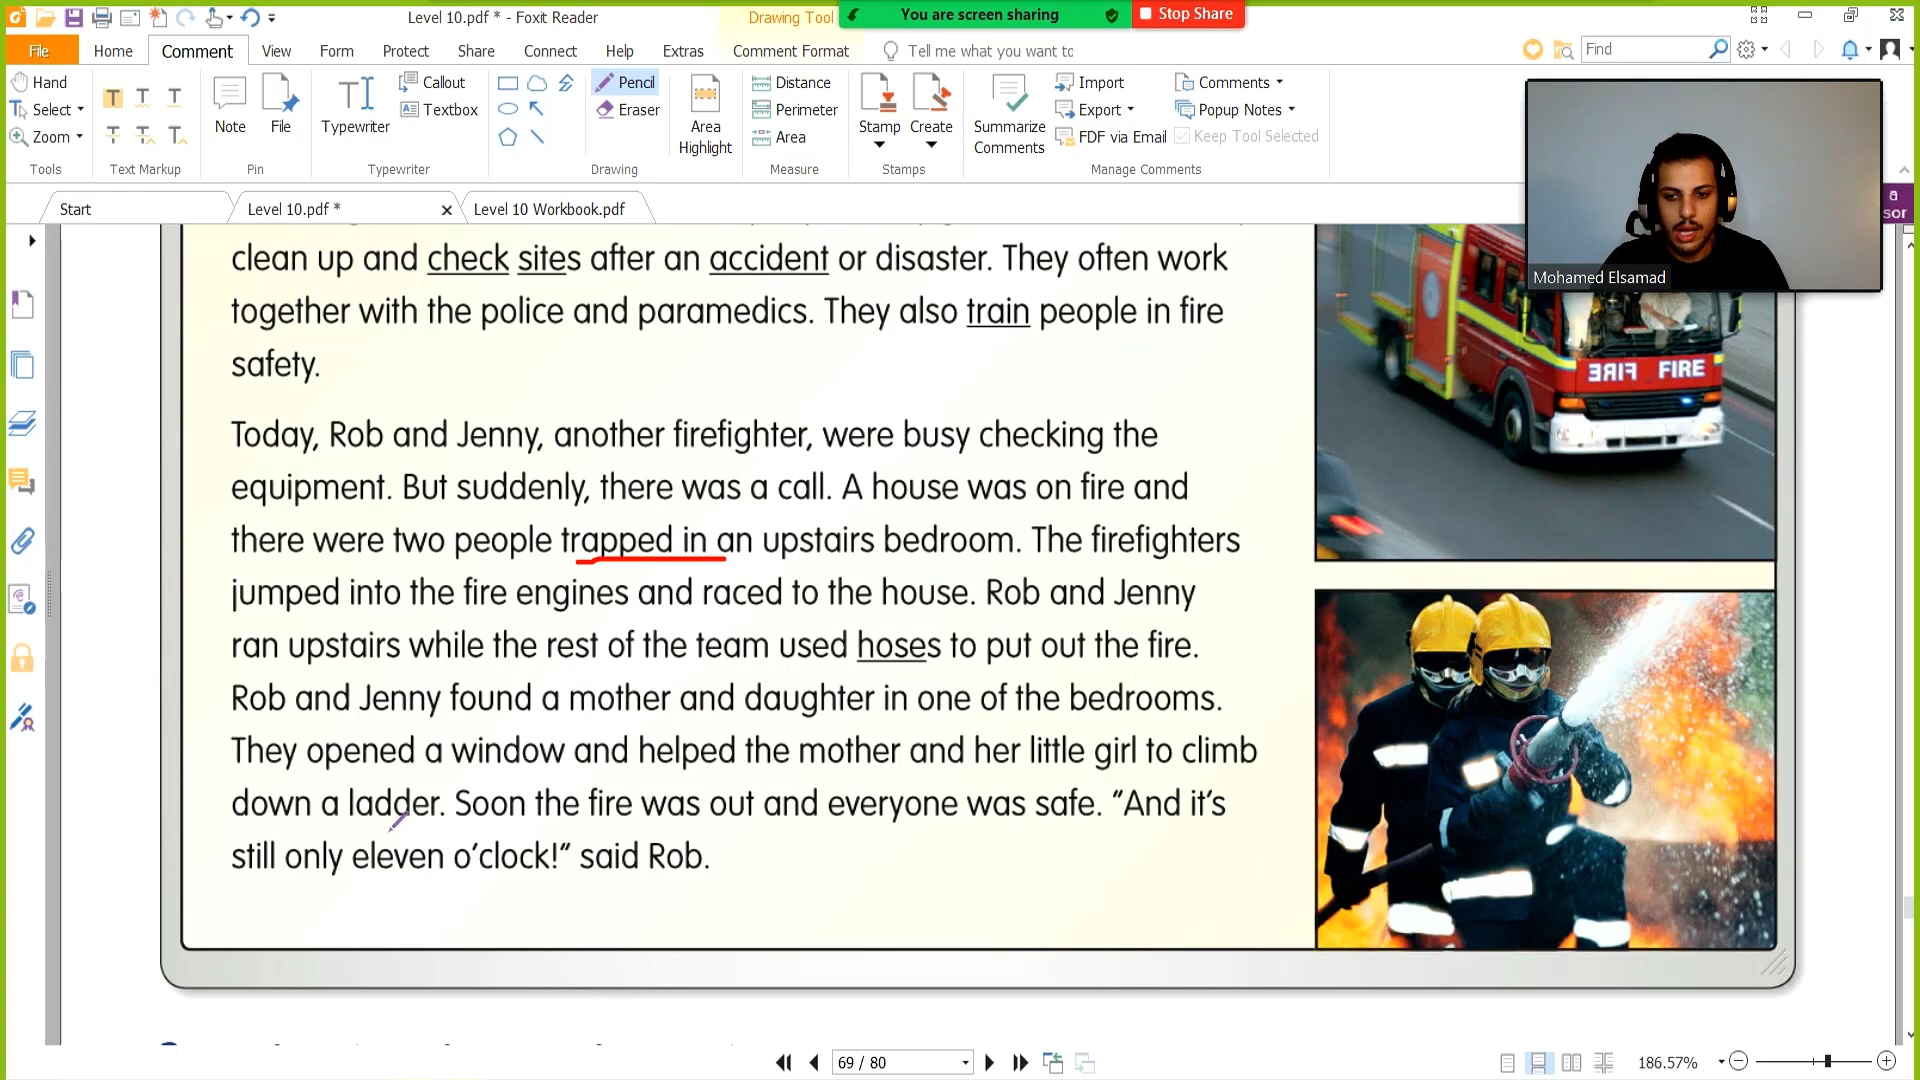 Level 10.pdf * - Foxit Reader
Drawing Tool
You are screen sharing
Stop Share
File
Home
Comment
View
Form
Protect
Share
Connect
Help
Extras
Comment Format
Tell me what you want to
Find
Hand
Select
Zoom
Tools
Text Markup
Note
File
Pin
Typewriter
Callout
Textbox
Typewriter
Pencil
Eraser
Drawing
Area
Highlight
Distance
Perimeter
Area
Measure
Stamp
Create
Stamps
Summarize
Comments
Import
Export
FDF via Email
Comments
Popup Notes
Keep Tool Selected
Manage Comments
Start
Level 10.pdf *
Level 10 Workbook.pdf
Mohamed Elsamad
clean up and check sites after an accident or disaster. They often work
together with the police and paramedics. They also train people in fire
safety.
Today, Rob and Jenny, another firefighter, were busy checking the
equipment. But suddenly, there was a call. A house was on fire and
there were two people trapped in an upstairs bedroom. The firefighters
jumped into the fire engines and raced to the house. Rob and Jenny
ran upstairs while the rest of the team used hoses to put out the fire.
Rob and Jenny found a mother and daughter in one of the bedrooms.
They opened a window and helped the mother and her little girl to climb
down a ladder. Soon the fire was out and everyone was safe. "And it's
still only eleven o'clock!" said Rob.
FIRE
FIRE
69 / 80
186.57%